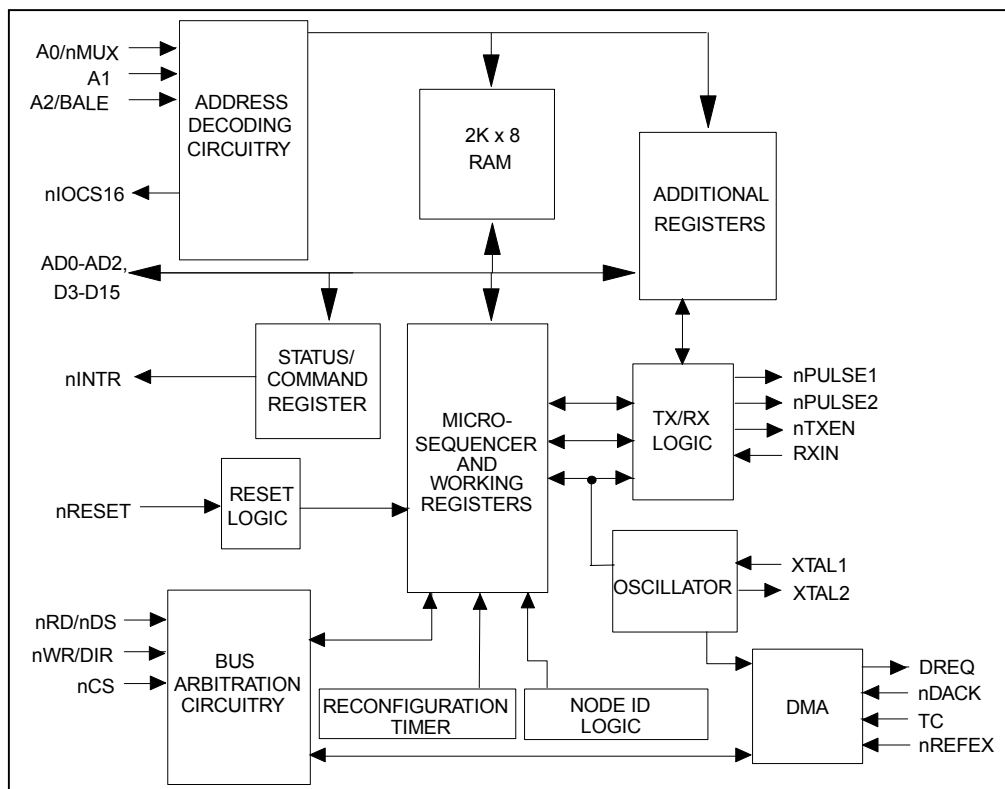 A0/nMUX
A1
A2/BALE
nIOCS16
ADDRESS
DECODING
CIRCUITRY
2K x 8
RAM
ADDITIONAL
REGISTERS
AD0-AD2,
D3-D15
nINTR
STATUS/
COMMAND
REGISTER
MICRO-
SEQUENCER
AND
WORKING
REGISTERS
TX/RX
LOGIC
nPULSE1
nPULSE2
nTXEN
RXIN
nRESET
RESET
LOGIC
OSCILLATOR
XTAL1
XTAL2
nRD/nDS
nWR/DIR
nCS
BUS
ARBITRATION
CIRCUITRY
RECONFIGURATION
TIMER
NODE ID
LOGIC
DMA
DREQ
nDACK
TC
nREFEX